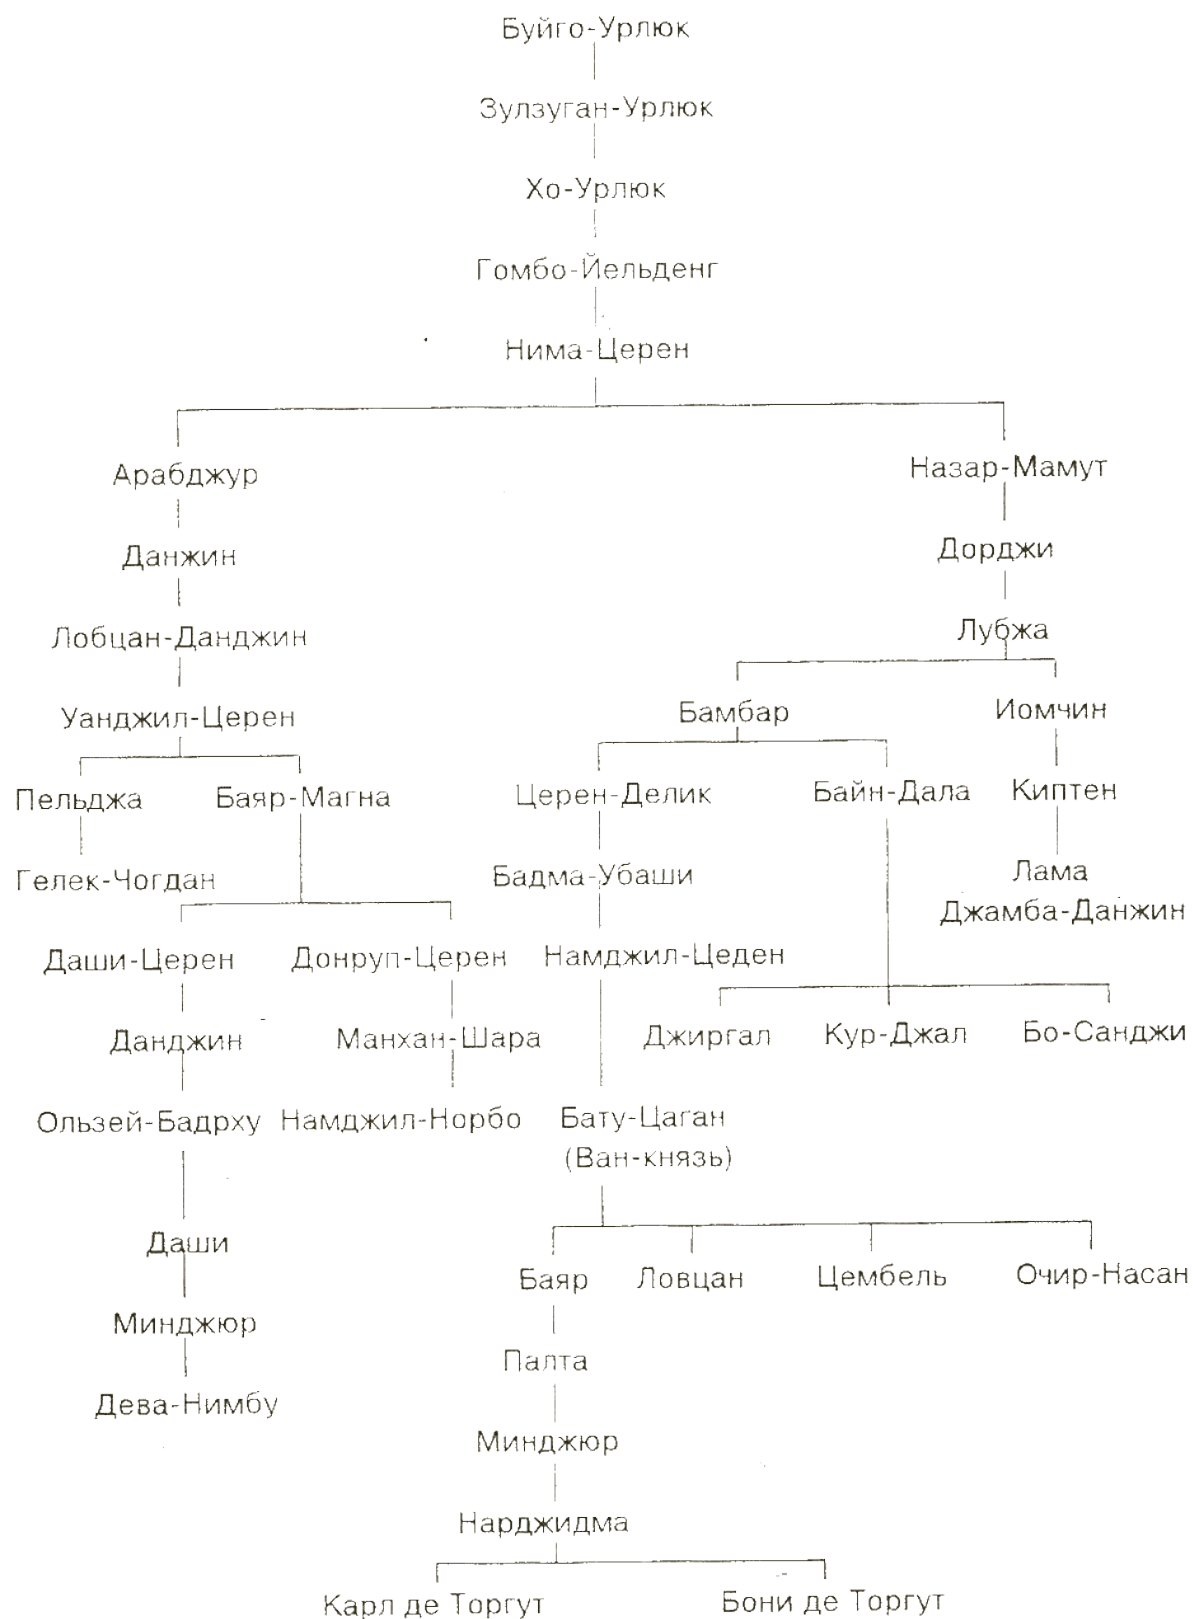 Буйго-Урлюк
Зулзуган-Урлюк
Хо-Урлюк
Гомбо-Йельденг
Нима-Церен
Арабджур
Назар-Мамут
Данжин
Дорджи
Лобцан-Данджин
Лубжа
Уанджил-Церен
Бамбар
Иомчин
Пельджа
Баяр-Магна
Церен-Делик
Байн-Дала
Киптен
Гелек-Чогдан
Бадма-Убаши
Лама
Джамба-Данжин
Даши-Церен
Донруп-Церен
Намджил-Цеден
Данджин
Манхан-Шара
Джиргал
Кур-Джал
Бо-Санджи
Ользей-Бадрху
Намджил-Норбо
Бату-Цаган
(Ван-князь)
Даши
Баяр
Ловцан
Цембель
Очир-Насан
Минджюр
Палта
Дева-Нимбу
Минджюр
Нарджидма
Карл де Торгут
Бони де Торгут